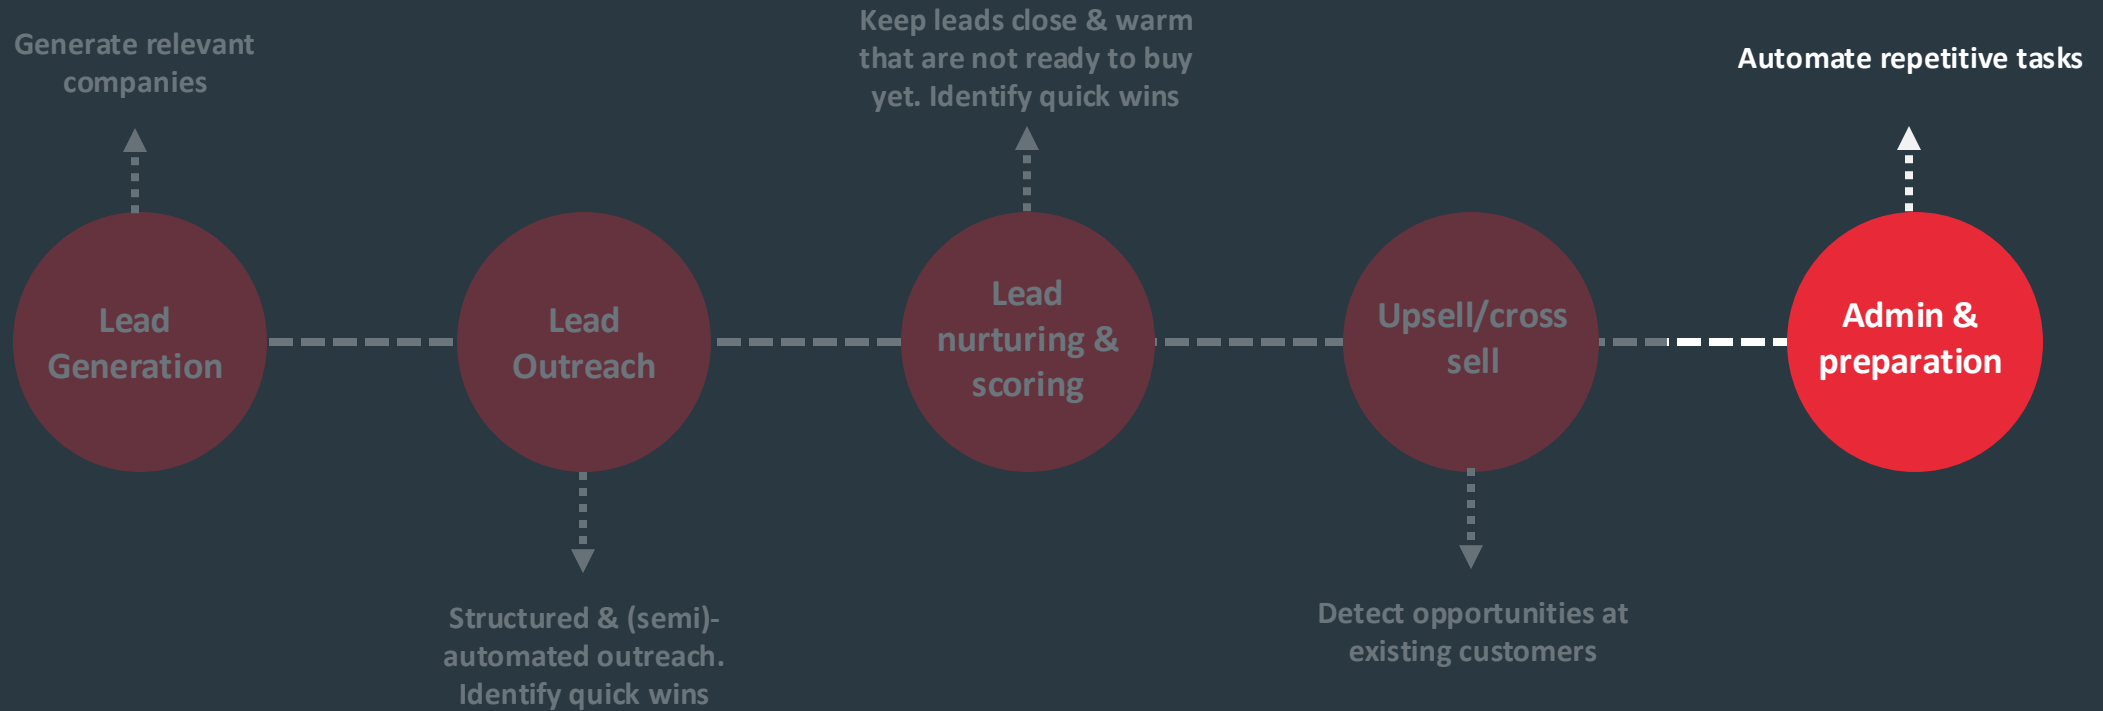 Generate relevant
companies
Keep leads close & warm
that are not ready to buy
yet. Identify quick wins
Automate repetitive tasks
Lead
Generation
Lead
Outreach
Lead
nurturing &
scoring
Upsell/cross
sell
Admin &
preparation
Structured & (semi)-
automated outreach.
Identify quick wins
Detect opportunities at
existing customers